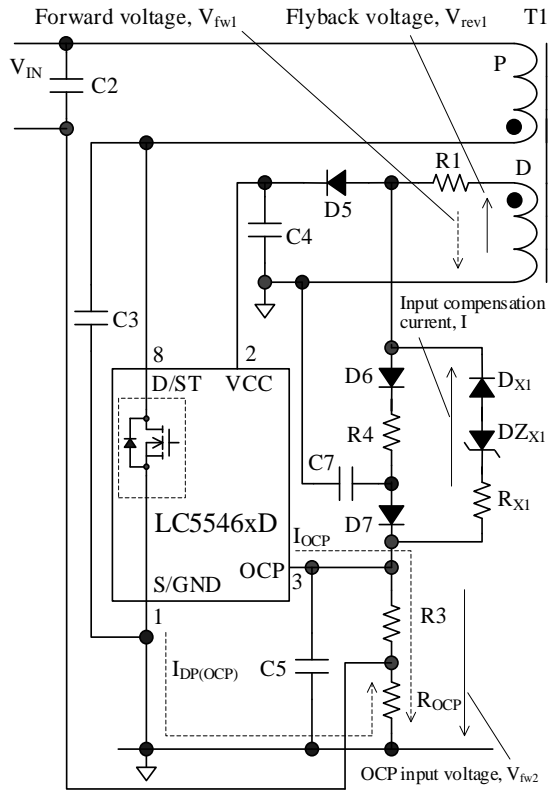 Forward voltage, Vfw1
Flyback voltage, Vrev1
T1
VIN
C2
P
R1
D
D5
C4
Input compensation
current, I
C3
8
2
D/ST
VCC
D6
DX1
R4
DZX1
C7
RX1
D7
LC5546xD
IOCP
OCP
3
S/GND
R3
1
IDP(OCP)
C5
ROCP
OCP input voltage, Vfw2